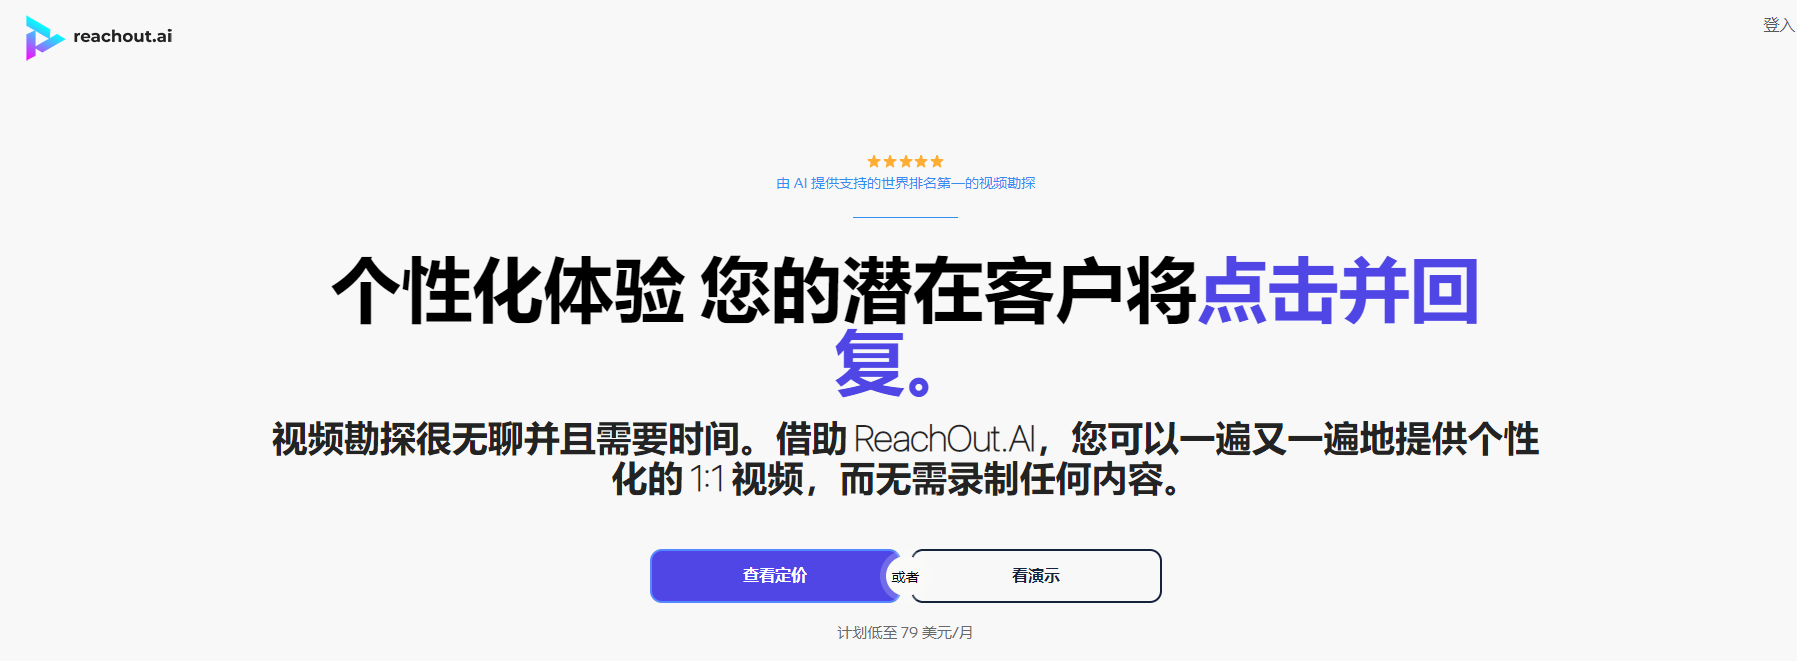 reachout.ai
登入
由 AI 提供支持的世界排名第一的视频勘探
个性化体验 您的潜在客户将点击并回
复。
视频勘探很无聊并且需要时间。借助 ReachOut.AI，您可以一遍又一遍地提供个性
化的 1:1 视频，而无需录制任何内容。
查看定价
或者
看演示
计划低至 79 美元/月